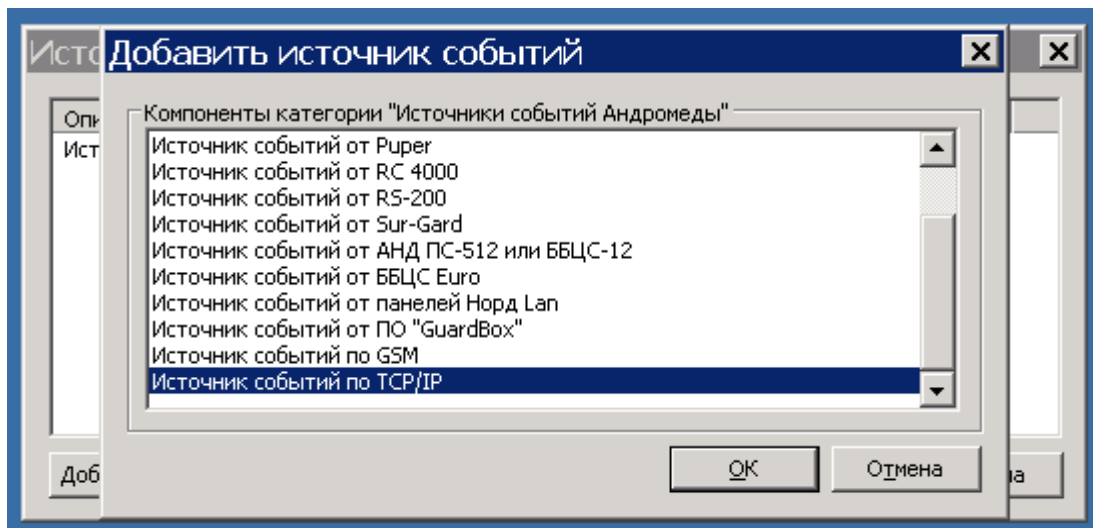 Добавить источник событий
Компоненты категории "Источники событий Андромеды"
Источник событий от Puper
Источник событий от RC 4000
Источник событий от RS-200
Источник событий от Sur-Gard
Источник событий от АНД ПС-512 или ББЦС-12
Источник событий от ББЦС Euro
Источник событий от панелей Норд Lan
Источник событий от ПО "GuardBox"
Источник событий по GSM
Источник событий по TCP/IP
OK
Отмена